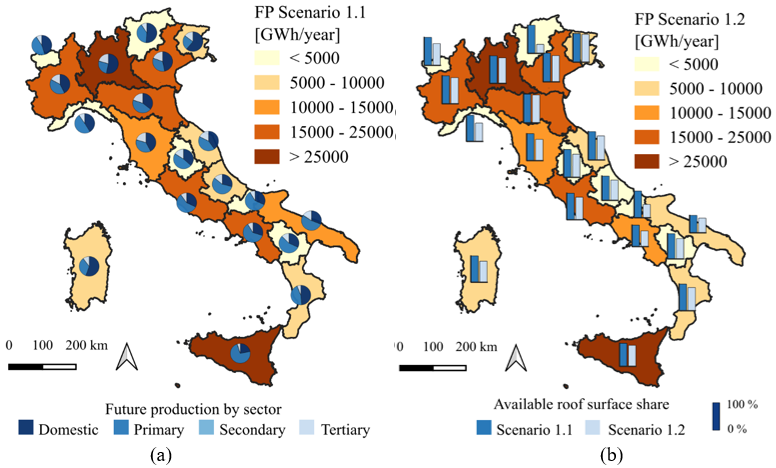 FP Scenario 1.1
[GWh/year]
< 5000
5000 - 10000
10000 - 15000
15000 - 25000
> 25000
0 100 200 km
Future production by sector
Domestic Primary Secondary Tertiary
(a)
FP Scenario 1.2
[GWh/year]
< 5000
5000 - 10000
10000 - 15000
15000 - 25000
> 25000
0 100 200 km
Available roof surface share
Scenario 1.1 Scenario 1.2
100 %
0 %
(b)